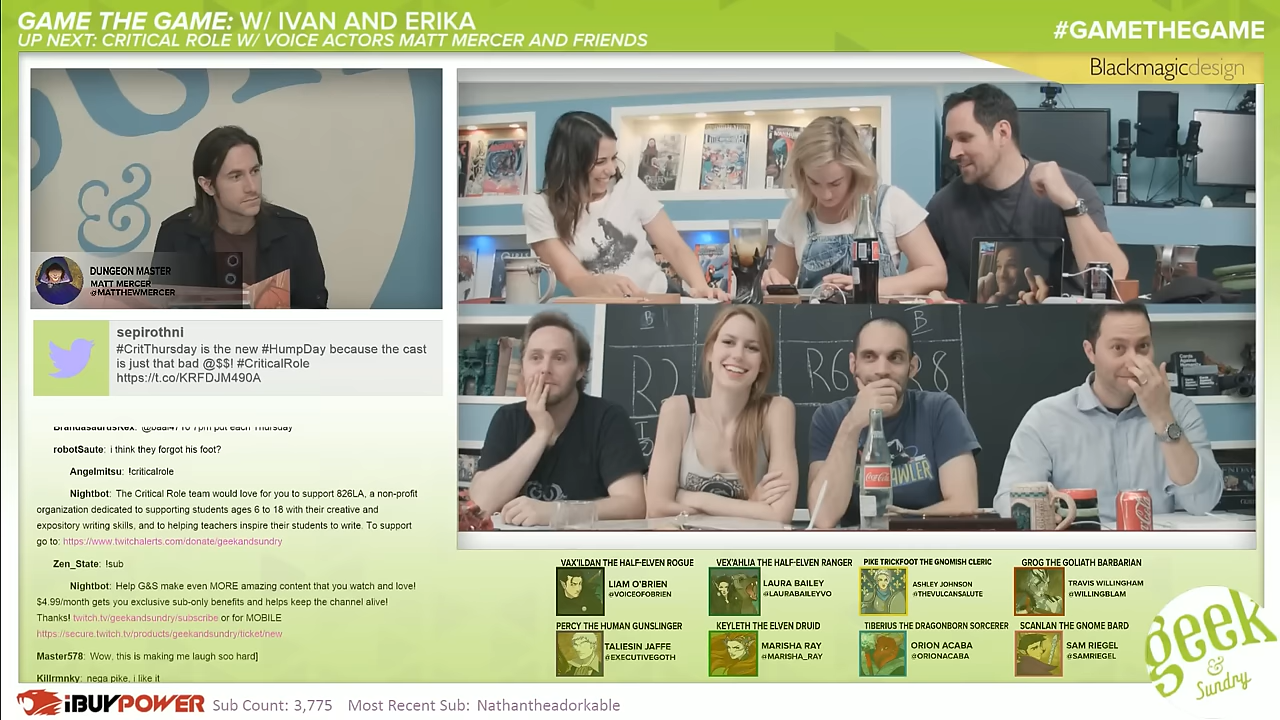 GAME THE GAME: W/ IVAN AND ERIKA
UP NEXT: CRITICAL ROLE W/ VOICE ACTORS MATT MERCER AND FRIENDS
#GAMETHEGAME
Blackmagicdesign
&
DUNGEON MASTER
MATT MERCER
@MATTHEWMERCER
sepirothni
#CritThursday is the new #HumpDay because the cast
is just that bad @$$! #CriticalRole
https://t.co/KRFDJM490A
robotSaute: i think they forgot his foot?
Angelmitsu: !criticalrole
Nightbot: The Critical Role team would love for you to support 826LA, a non-profit
organization dedicated to supporting students ages 6 to 18 with their creative and
expository writing skills, and to helping teachers inspire their students to write. To support
go to: https://www.twitchalerts.com/donate/geekandsundry
Zen_State: !sub
Nightbot: Help G&S make even MORE amazing content that you watch and love!
$4.99/month gets you exclusive sub-only benefits and helps keep the channel alive!
Thanks! twitch.tv/geekandsundry/subscribe or for MOBILE
https://secure.twitch.tv/products/geekandsundry/ticket/new
Master578: Wow, this is making me laugh soo hard]
Killrmnky: nega pike, i like it
B B
R2 R6 8
Coca-Cola
VAX'ILDAN THE HALF-ELVEN ROGUE
LIAM O'BRIEN
@VOICEOFOBRIEN
VEX'AHLIA THE HALF-ELVEN RANGER
LAURA BAILEY
@LAURABAILEYVO
PIKE TRICKFOOT THE GNOMISH CLERIC
ASHLEY JOHNSON
@THEVULCANSALUTE
GROG THE GOLIATH BARBARIAN
TRAVIS WILLINGHAM
@WILLINGBLAM
PERCY THE HUMAN GUNSLINGER
TALIESIN JAFFE
@EXECUTIVEGOTH
KEYLETH THE ELVEN DRUID
MARISHA RAY
@MARISHA_RAY
TIBERIUS THE DRAGONBORN SORCERER
ORION ACABA
@ORIONACABA
SCANLAN THE GNOME BARD
SAM RIEGEL
@SAMRIEGEL
geek
&
Sundry
iBUYPOWER
Sub Count: 3,775 Most Recent Sub: Nathantheadorkable